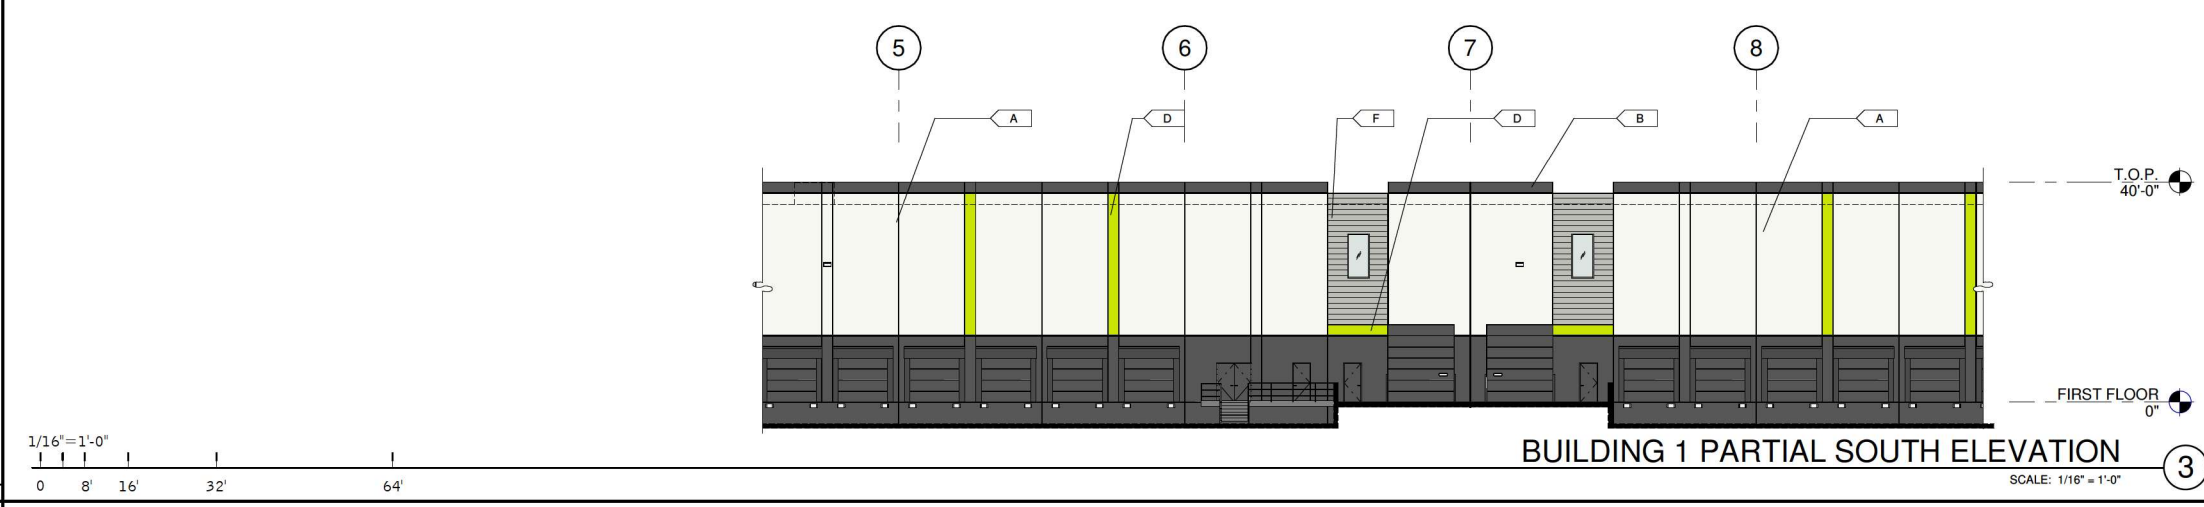 5 6 7 8
A D F D B A
T.O.P.
40'-0"
FIRST FLOOR
0"
1/16"=1'-0"
0 8' 16' 32' 64'
BUILDING 1 PARTIAL SOUTH ELEVATION
3
SCALE: 1/16" = 1'-0"